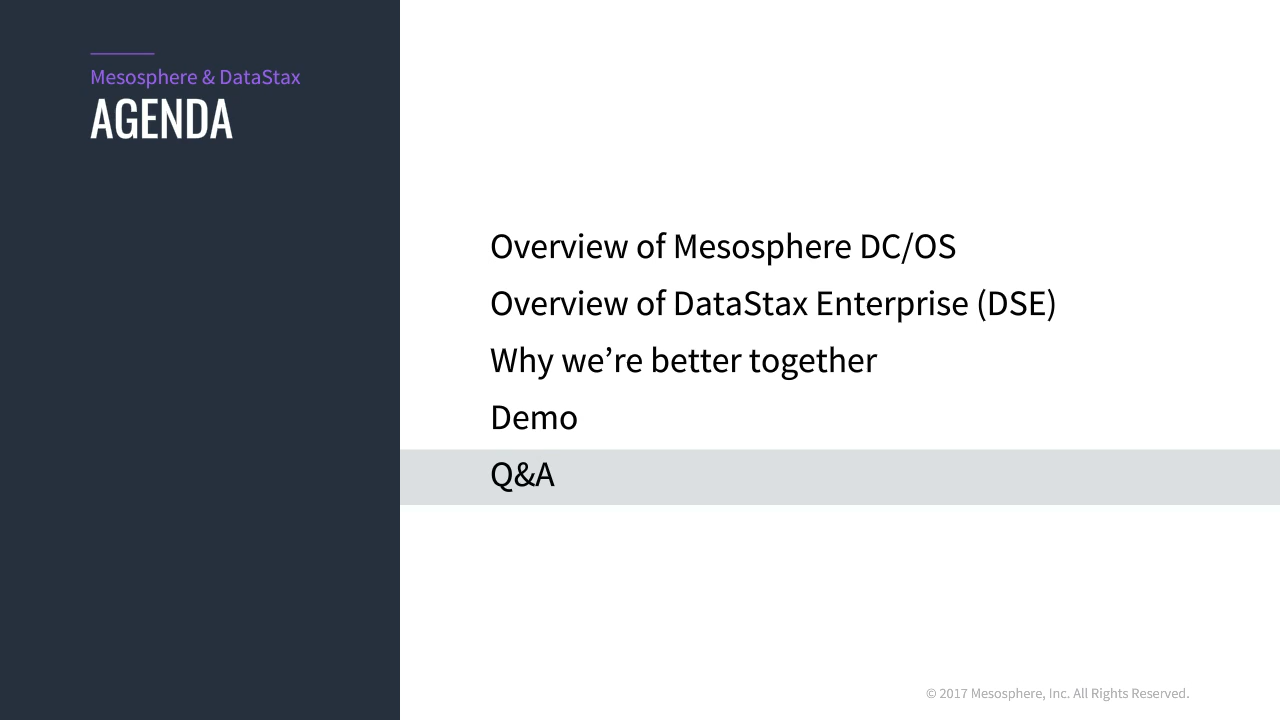 Mesosphere & DataStax
AGENDA
Overview of Mesosphere DC/OS
Overview of DataStax Enterprise (DSE)
Why we’re better together
Demo
Q&A
© 2017 Mesosphere, Inc. All Rights Reserved.